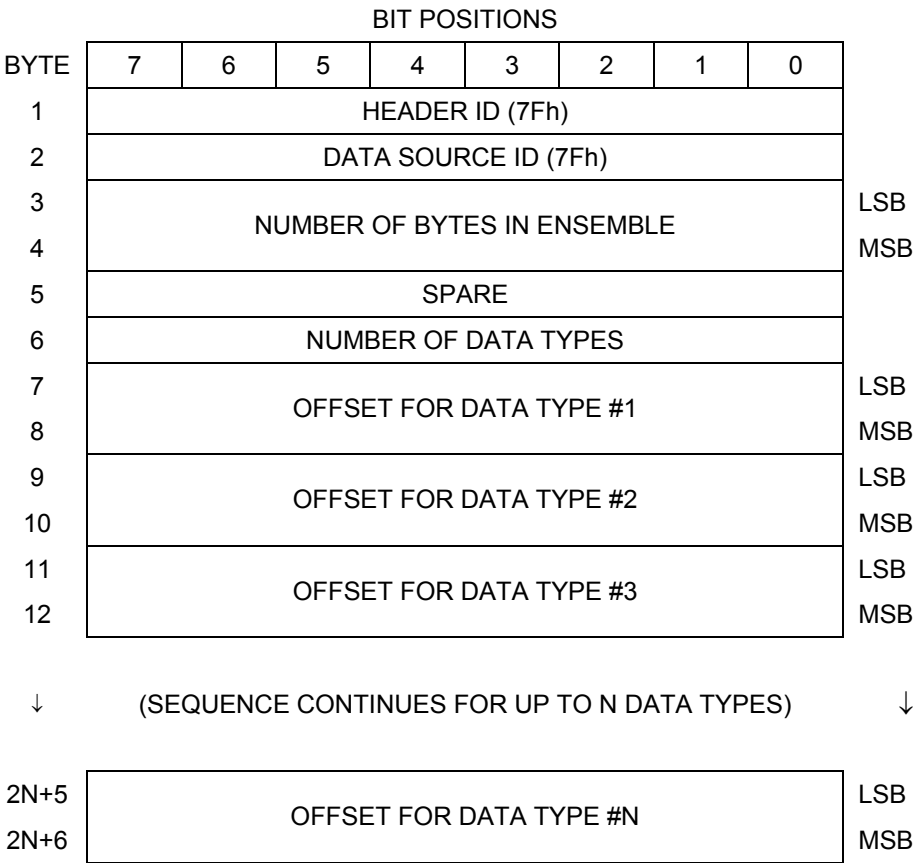 BIT POSITIONS
BYTE 7 6 5 4 3 2 1 0
1 HEADER ID (7Fh)
2 DATA SOURCE ID (7Fh)
3 LSB
NUMBER OF BYTES IN ENSEMBLE
4 MSB
5 SPARE
6 NUMBER OF DATA TYPES
7 LSB
OFFSET FOR DATA TYPE #1
8 MSB
9 LSB
OFFSET FOR DATA TYPE #2
10 MSB
11 LSB
OFFSET FOR DATA TYPE #3
12 MSB
↓ (SEQUENCE CONTINUES FOR UP TO N DATA TYPES) ↓
2N+5 LSB
OFFSET FOR DATA TYPE #N
2N+6 MSB